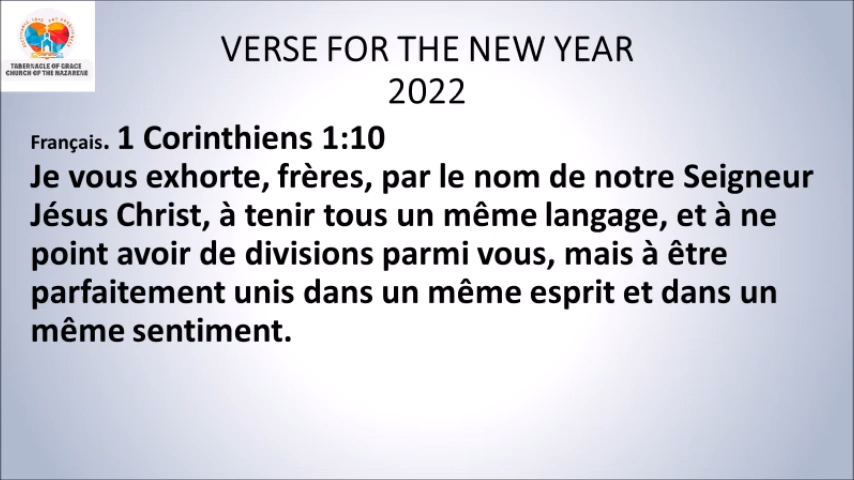 TABERNACLE OF GRACE
CHURCH OF THE NAZARENE
VERSE FOR THE NEW YEAR
2022
Français. 1 Corinthiens 1:10
Je vous exhorte, frères, par le nom de notre Seigneur
Jésus Christ, à tenir tous un même langage, et à ne
point avoir de divisions parmi vous, mais à être
parfaitement unis dans un même esprit et dans un
même sentiment.